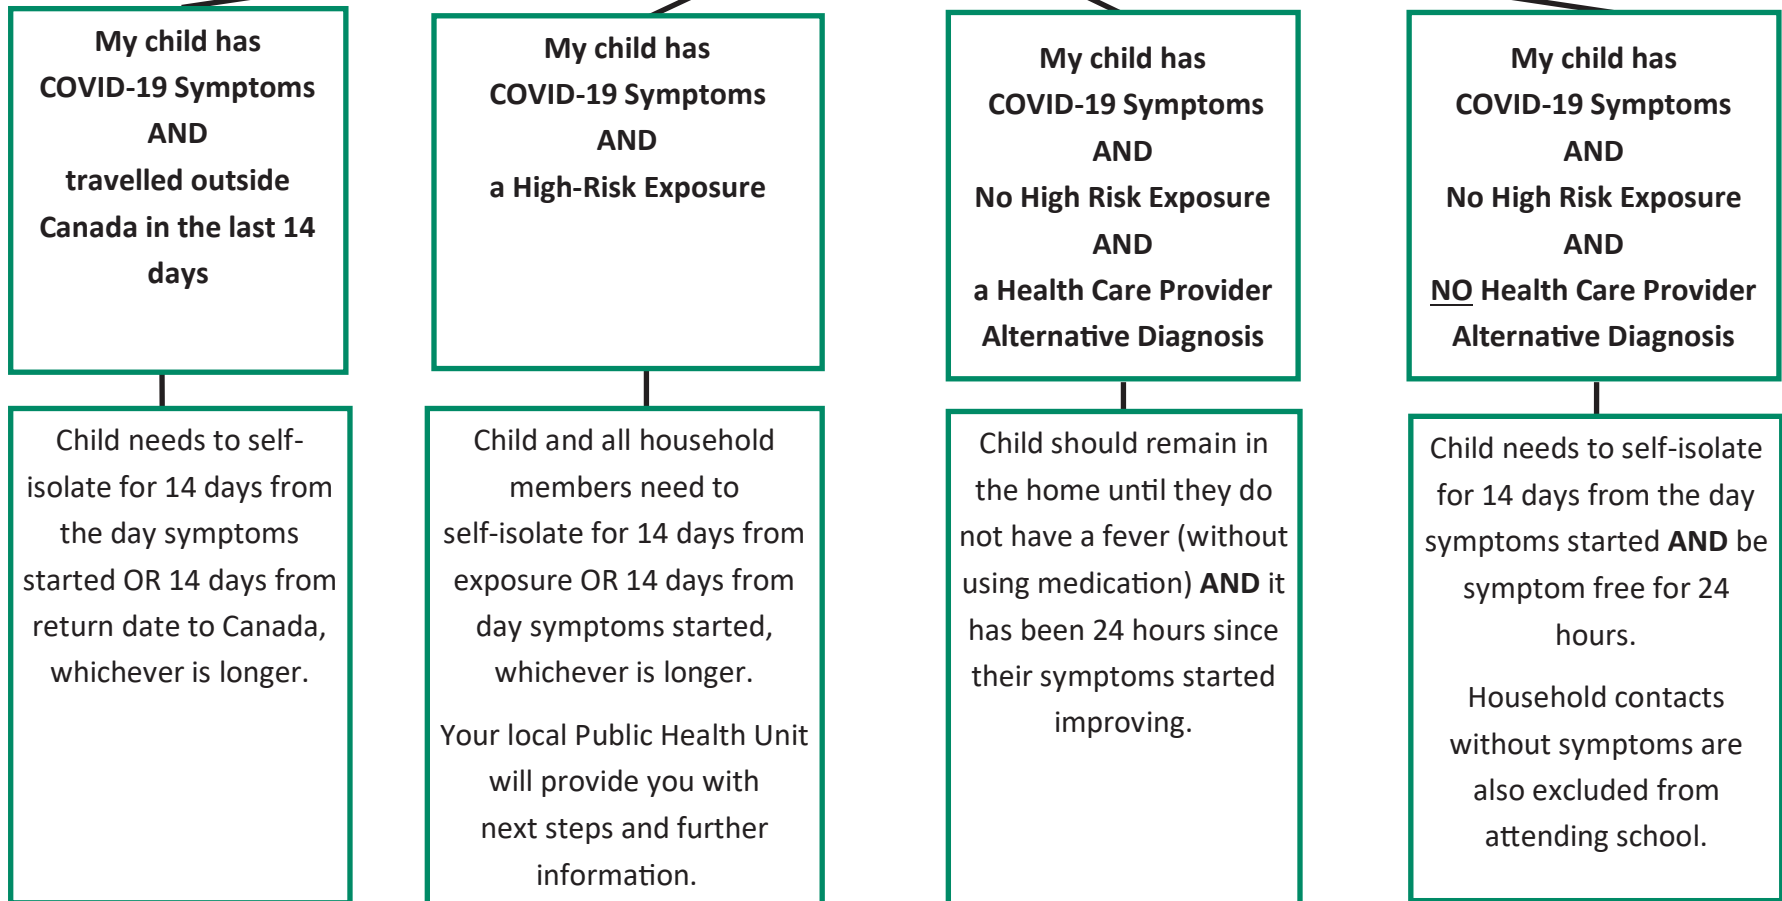 My child has
COVID-19 Symptoms
AND
travelled outside
Canada in the last 14
days
Child needs to self-
isolate for 14 days from
the day symptoms
started OR 14 days from
return date to Canada,
whichever is longer.
My child has
COVID-19 Symptoms
AND
a High-Risk Exposure
Child and all household
members need to
self-isolate for 14 days from
exposure OR 14 days from
day symptoms started,
whichever is longer.
Your local Public Health Unit
will provide you with
next steps and further
information.
My child has
COVID-19 Symptoms
AND
No High Risk Exposure
AND
a Health Care Provider
Alternative Diagnosis
Child should remain in
the home until they do
not have a fever (without
using medication) AND it
has been 24 hours since
their symptoms started
improving.
My child has
COVID-19 Symptoms
AND
No High Risk Exposure
AND
NO Health Care Provider
Alternative Diagnosis
Child needs to self-isolate
for 14 days from the day
symptoms started AND be
symptom free for 24
hours.
Household contacts
without symptoms are
also excluded from
attending school.